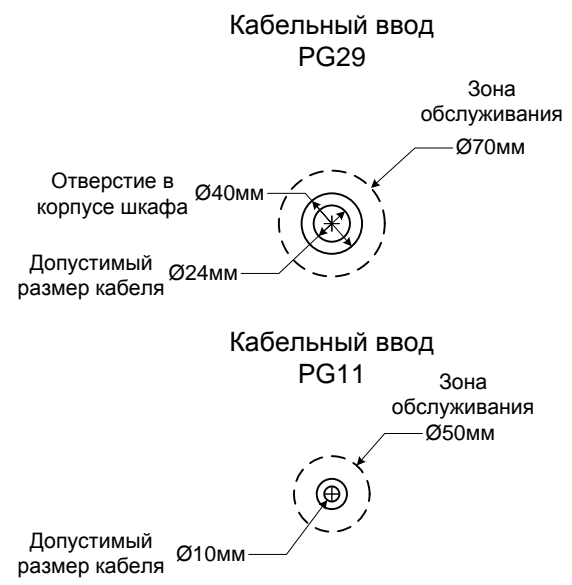 Кабельный ввод
PG29
Зона
обслуживания
Ø70мм
Отверстие в
корпусе шкафа
Ø40мм
Допустимый
размер кабеля
Ø24мм
Кабельный ввод
PG11
Зона
обслуживания
Ø50мм
Допустимый
размер кабеля
Ø10мм